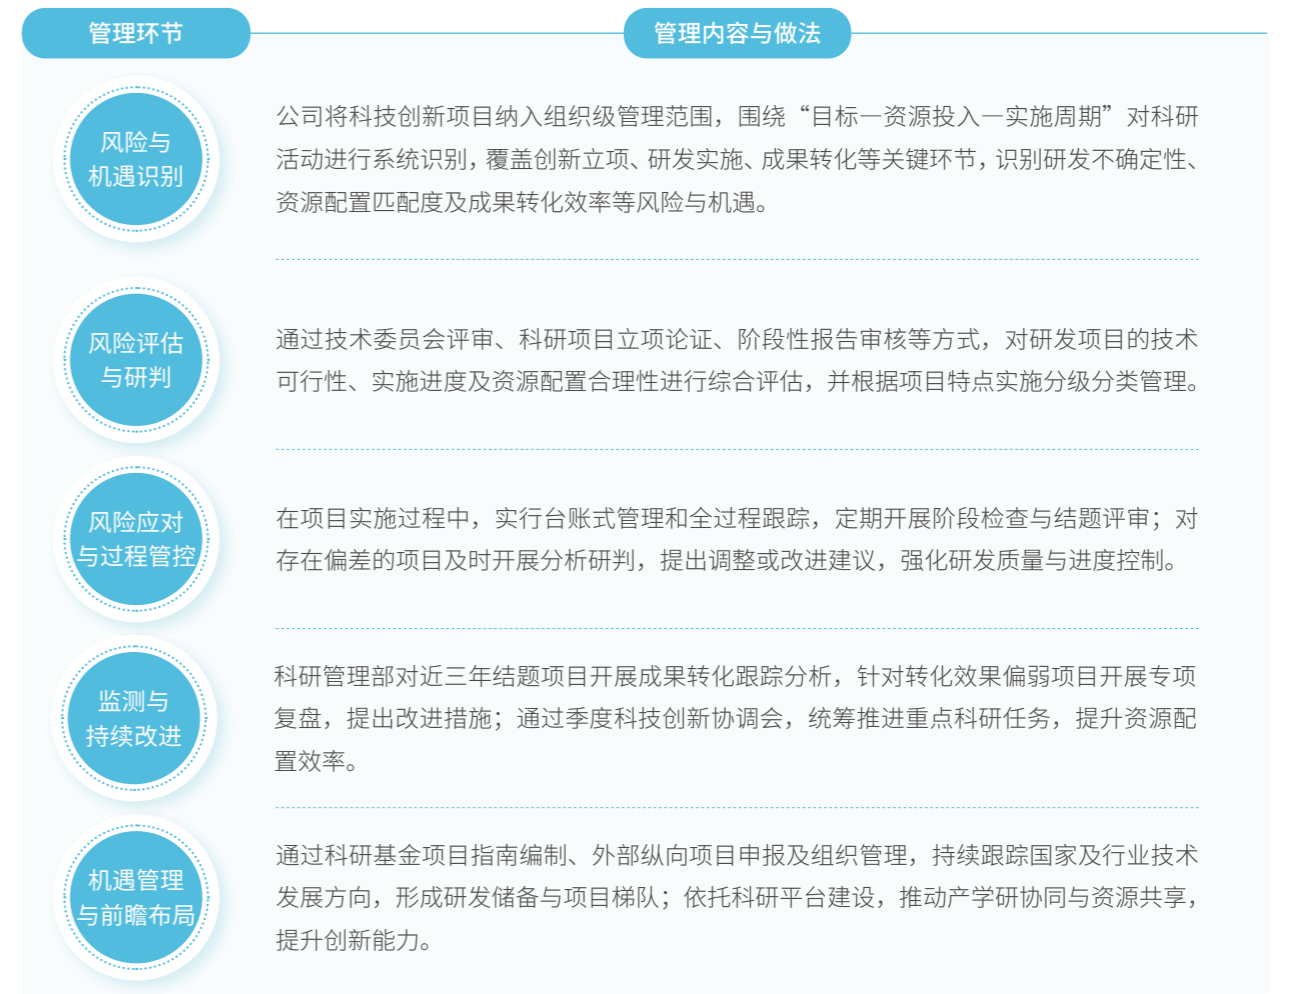 管理环节
管理内容与做法
风险与
机遇识别
公司将科技创新项目纳入组织级管理范围，围绕“目标—资源投入—实施周期”对科研
活动进行系统识别，覆盖创新立项、研发实施、成果转化等关键环节，识别研发不确定性、
资源配置匹配度及成果转化效率等风险与机遇。
风险评估
与研判
通过技术委员会评审、科研项目立项论证、阶段性报告审核等方式，对研发项目的技术
可行性、实施进度及资源配置合理性进行综合评估，并根据项目特点实施分级分类管理。
风险应对
与过程管控
在项目实施过程中，实行台账式管理和全过程跟踪，定期开展阶段检查与结题评审；对
存在偏差的项目及时开展分析研判，提出调整或改进建议，强化研发质量与进度控制。
监测与
持续改进
科研管理部对近三年结题项目开展成果转化跟踪分析，针对转化效果偏弱项目开展专项
复盘，提出改进措施；通过季度科技创新协调会，统筹推进重点科研任务，提升资源配
置效率。
机遇管理
与前瞻布局
通过科研基金项目指南编制、外部纵向项目申报及组织管理，持续跟踪国家及行业技术
发展方向，形成研发储备与项目梯队；依托科研平台建设，推动产学研协同与资源共享，
提升创新能力。